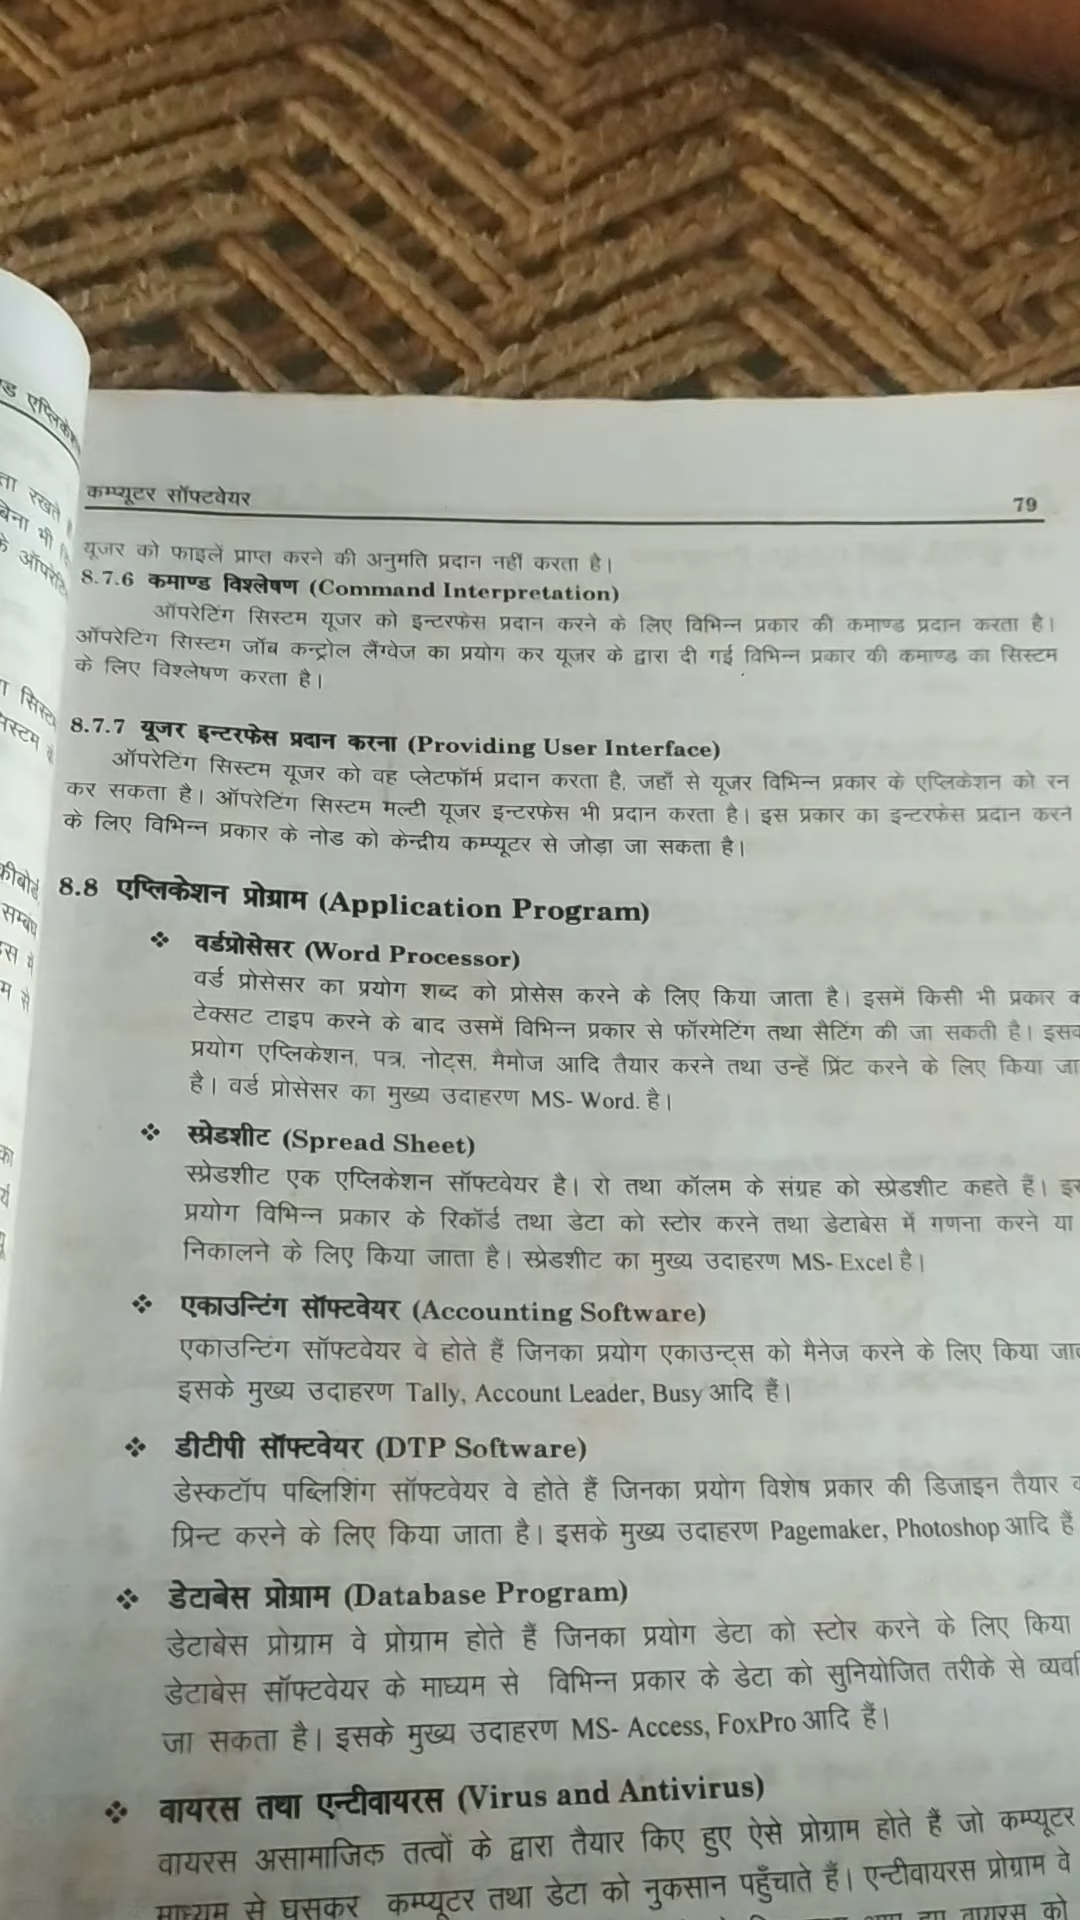 ड एप्लिकेश
ता रखते
बेना भी
के ऑपरेटिं
ा सिस्ट
कीबोर्ड,
सम्बंध
इस में
म से
का
कम्प्यूटर सॉफ्टवेयर 79
यूजर को फाइलें प्राप्त करने की अनुमति प्रदान नहीं करता है।
8.7.6 कमाण्ड विश्लेषण (Command Interpretation)
ऑपरेटिंग सिस्टम यूजर को इन्टरफेस प्रदान करने के लिए विभिन्न प्रकार की कमाण्ड प्रदान करता है।
ऑपरेटिंग सिस्टम जॉब कन्ट्रोल लैंग्वेज का प्रयोग कर यूजर के द्वारा दी गई विभिन्न प्रकार की कमाण्ड का सिस्टम
के लिए विश्लेषण करता है।
8.7.7 यूजर इन्टरफेस प्रदान करना (Providing User Interface)
ऑपरेटिंग सिस्टम यूजर को वह प्लेटफॉर्म प्रदान करता है, जहाँ से यूजर विभिन्न प्रकार के एप्लिकेशन को रन
कर सकता है। ऑपरेटिंग सिस्टम मल्टी यूजर इन्टरफेस भी प्रदान करता है। इस प्रकार का इन्टरफेस प्रदान करने
के लिए विभिन्न प्रकार के नोड को केन्द्रीय कम्प्यूटर से जोड़ा जा सकता है।
8.8 एप्लिकेशन प्रोग्राम (Application Program)
❖ वर्डप्रोसेसर (Word Processor)
वर्ड प्रोसेसर का प्रयोग शब्द को प्रोसेस करने के लिए किया जाता है। इसमें किसी भी प्रकार
टेक्सट टाइप करने के बाद उसमें विभिन्न प्रकार से फॉरमेटिंग तथा सैटिंग की जा सकती है। इसक
प्रयोग एप्लिकेशन, पत्र, नोट्स, मैमोज आदि तैयार करने तथा उन्हें प्रिंट करने के लिए किया जा
है। वर्ड प्रोसेसर का मुख्य उदाहरण MS- Word. है।
❖ स्प्रेडशीट (Spread Sheet)
स्प्रेडशीट एक एप्लिकेशन सॉफ्टवेयर है। रो तथा कॉलम के संग्रह को स्प्रेडशीट कहते हैं। इस
प्रयोग विभिन्न प्रकार के रिकॉर्ड तथा डेटा को स्टोर करने तथा डेटाबेस में गणना करने या
निकालने के लिए किया जाता है। स्प्रेडशीट का मुख्य उदाहरण MS- Excel है।
❖ एकाउन्टिंग सॉफ्टवेयर (Accounting Software)
एकाउन्टिंग सॉफ्टवेयर वे होते हैं जिनका प्रयोग एकाउन्ट्स को मैनेज करने के लिए किया जात
इसके मुख्य उदाहरण Tally, Account Leader, Busy आदि हैं।
❖ डीटीपी सॉफ्टवेयर (DTP Software)
डेस्कटॉप पब्लिशिंग सॉफ्टवेयर वे होते हैं जिनका प्रयोग विशेष प्रकार की डिजाइन तैयार
प्रिन्ट करने के लिए किया जाता है। इसके मुख्य उदाहरण Pagemaker, Photoshop आदि हैं
❖ डेटाबेस प्रोग्राम (Database Program)
डेटाबेस प्रोग्राम वे प्रोग्राम होते हैं जिनका प्रयोग डेटा को स्टोर करने के लिए किया
डेटाबेस सॉफ्टवेयर के माध्यम से विभिन्न प्रकार के डेटा को सुनियोजित तरीके से व्यवि
जा सकता है। इसके मुख्य उदाहरण MS- Access, FoxPro आदि हैं।
❖ वायरस तथा एन्टीवायरस (Virus and Antivirus)
वायरस असामाजिक तत्वों के द्वारा तैयार किए हुए ऐसे प्रोग्राम होते हैं जो कम्प्यूटर
माध्यम से घुसकर कम्प्यूटर तथा डेटा को नुकसान पहुँचाते हैं। एन्टीवायरस प्रोग्राम वे
वायरस को